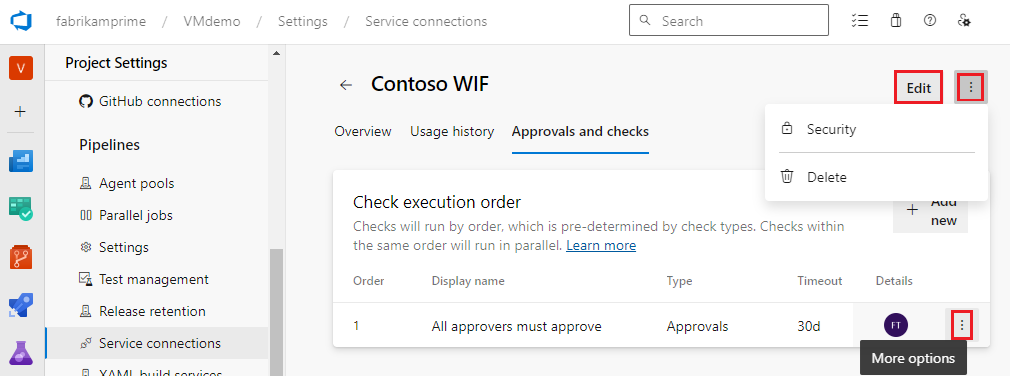 fabrikamprime / VMdemo / Settings / Service connections
Search
V
Project Settings
GitHub connections
Pipelines
Agent pools
Parallel jobs
Settings
Test management
Release retention
Service connections
XAML build services
Contoso WIF
Edit
Security
Delete
Overview Usage history Approvals and checks
Check execution order
Checks will run by order, which is pre-determined by check types. Checks within
the same order will run in parallel. Learn more
+ Add
new
Order Display name Type Timeout Details
1 All approvers must approve Approvals 30d FT
More options